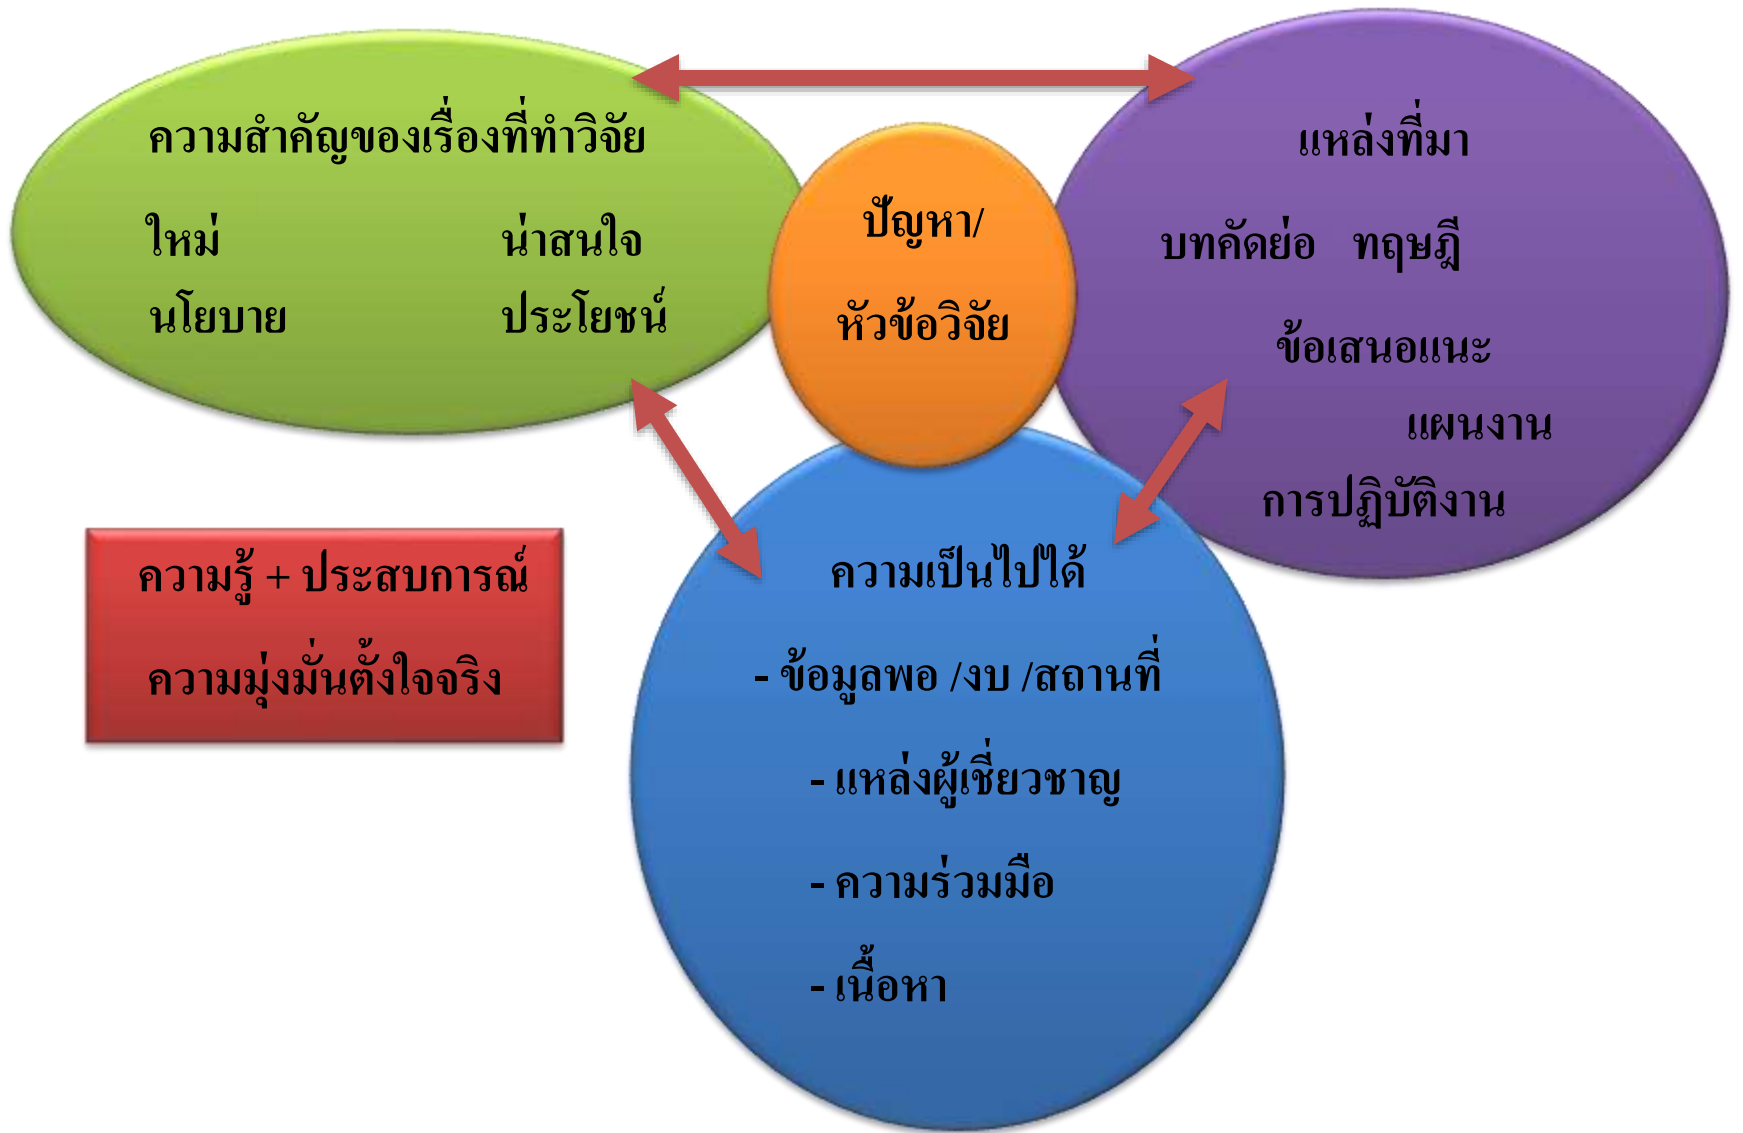 ความสำคัญของเรื่องที่ทำวิจัย
ใหม่ น่าสนใจ
นโยบาย ประโยชน์
ปัญหา/
หัวข้อวิจัย
แหล่งที่มา
บทคัดย่อ ทฤษฎี
ข้อเสนอแนะ
แผนงาน
การปฏิบัติงาน
ความรู้ + ประสบการณ์
ความมุ่งมั่นตั้งใจจริง
ความเป็นไปได้
- ข้อมูลพอ /งบ /สถานที่
- แหล่งผู้เชี่ยวชาญ
- ความร่วมมือ
- เนื้อหา